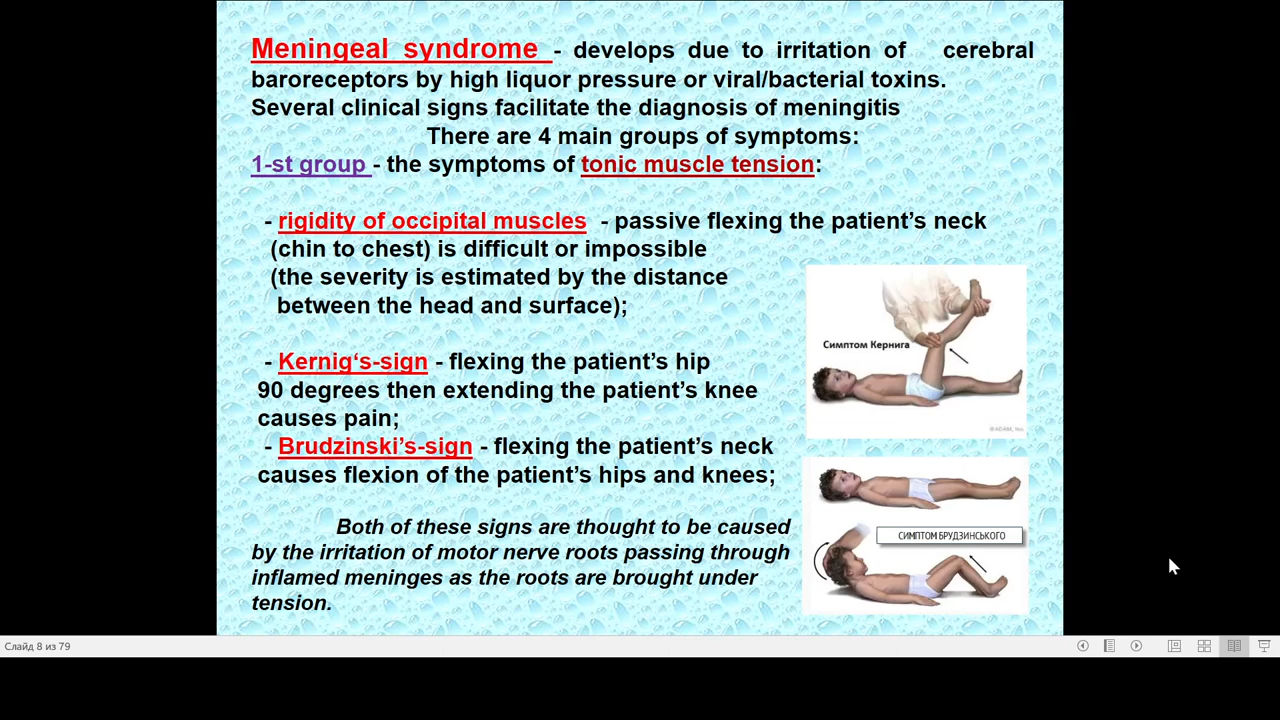 Meningeal syndrome - develops due to irritation of cerebral
baroreceptors by high liquor pressure or viral/bacterial toxins.
Several clinical signs facilitate the diagnosis of meningitis
There are 4 main groups of symptoms:
1-st group - the symptoms of tonic muscle tension:
- rigidity of occipital muscles - passive flexing the patient’s neck
(chin to chest) is difficult or impossible
(the severity is estimated by the distance
between the head and surface);
- Kernig‘s-sign - flexing the patient’s hip
90 degrees then extending the patient’s knee
causes pain;
- Brudzinski’s-sign - flexing the patient’s neck
causes flexion of the patient’s hips and knees;
Both of these signs are thought to be caused
by the irritation of motor nerve roots passing through
inflamed meninges as the roots are brought under
tension.
Симптом Кернига
©ADAM, Inc.
СИМПТОМ БРУДЗИНСЬКОГО
Слайд 8 из 79